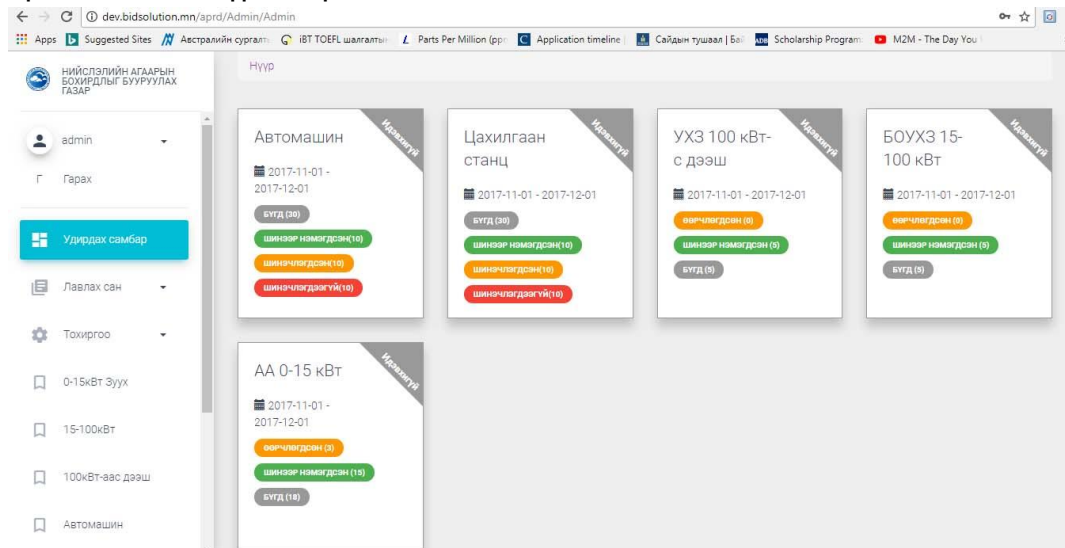 dev.bidsolution.mn/aprd/Admin/Admin
Apps Suggested Sites Австралийн сургалт iBT TOEFL шалгалтын Parts Per Million (ppm Application timeline | Сайдын тушаал | Бай Scholarship Program: M2M - The Day You
НИЙСЛЭЛИЙН АГААРЫН
БОХИРДЛЫГ БУУРУУЛАХ
ГАЗАР
admin
Г Гарах
Удирдах самбар
Лавлах сан
Тохиргоо
0-15кВт Зуух
15-100кВт
100кВт-аас дээш
Автомашин
Нүүр
Автомашин
Идэвхигүй
2017-11-01 -
2017-12-01
БҮГД (30)
ШИНЭЭР НЭМЭГДСЭН(10)
ШИНЭЧЛЭГДСЭН(10)
ШИНЭЧЛЭГДЭЭГҮЙ(10)
Цахилгаан
станц
Идэвхигүй
2017-11-01 - 2017-12-01
БҮГД (30)
ШИНЭЭР НЭМЭГДСЭН(10)
ШИНЭЧЛЭГДСЭН(10)
ШИНЭЧЛЭГДЭЭГҮЙ(10)
УХЗ 100 кВт-
с дээш
Идэвхигүй
2017-11-01 - 2017-12-01
ӨӨРЧЛӨГДСӨН (0)
ШИНЭЭР НЭМЭГДСЭН (5)
БҮГД (5)
БОУХЗ 15-
100 кВт
Идэвхигүй
2017-11-01 - 2017-12-01
ӨӨРЧЛӨГДСӨН (0)
ШИНЭЭР НЭМЭГДСЭН (5)
БҮГД (5)
АА 0-15 кВт
Идэвхигүй
2017-11-01 -
2017-12-01
ӨӨРЧЛӨГДСӨН (3)
ШИНЭЭР НЭМЭГДСЭН (15)
БҮГД (18)